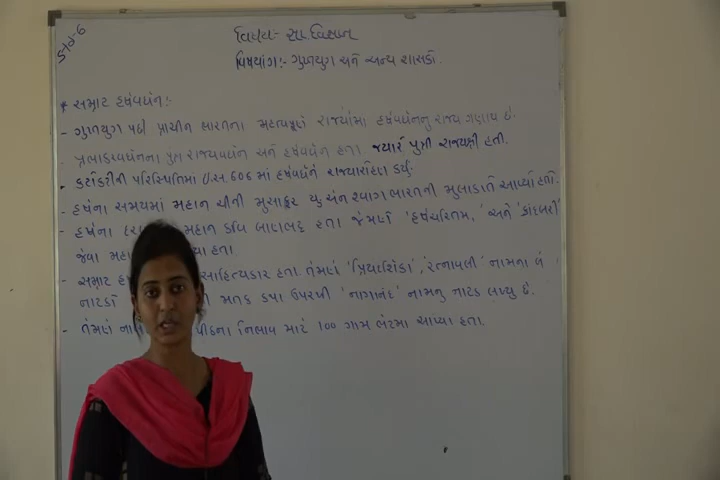 ધોરણ-6
વિષય:- સા.વિજ્ઞાન
વિષયાંગ:- ગુપ્તયુગ અને અન્ય શાસકો.
* સમ્રાટ હર્ષવર્ધન:-
- ગુપ્તયુગ પછી પ્રાચીન ભારતના મહત્વપૂર્ણ રાજ્યોમાં હર્ષવર્ધનનુ રાજ્ય ગણાય છે.
- પ્રભાકરવર્ધનના પુત્ર રાજ્યવર્ધન અને હર્ષવર્ધન હતા. જ્યારે પુત્રી રાજ્યશ્રી હતી.
- કટોકટીની પરિસ્થિતિમાં ઇ.સ. 606 માં હર્ષવર્ધને રાજ્યારોહણ કર્યું.
- હર્ષના સમયમાં મહાન ચીની મુસાફર યુ-એન શ્વાંગ ભારતની મુલાકાતે આવ્યો હતો.
- હર્ષના મહાન કવિ બાણભટ્ટ હતા જેમણે 'હર્ષચરિતમ,' અને 'કાદંબરી'
જેવા હતા.
- સમ્રાટ સાહિત્યકાર હતા. તેમણે 'પ્રિયદર્શિકા', 'રત્નાવલી' નામના બે
નાટકો કથા ઉપરથી 'નાગાનંદ' નામનુ નાટક લખ્યુ છે.
- તેમણે નિભાવ માટે 100 ગામ ભેટમાં આપ્યા હતા.